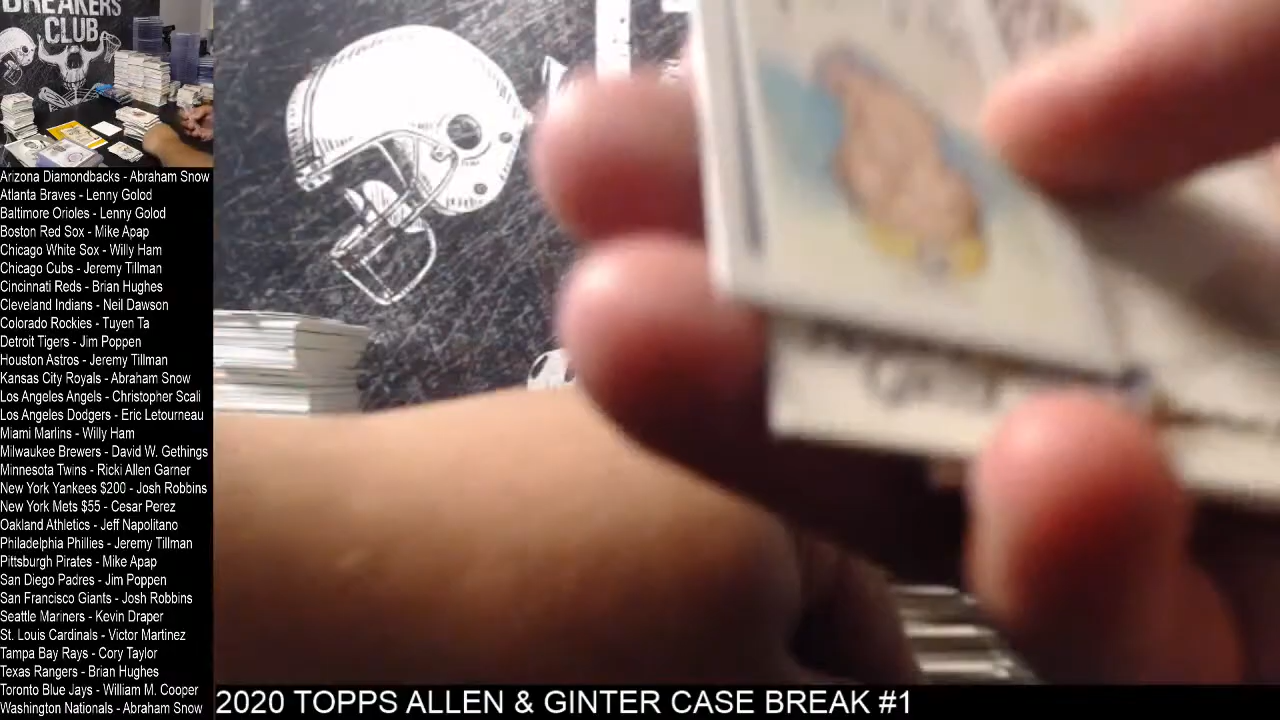 BREAKERS
CLUB
Arizona Diamondbacks - Abraham Snow
Atlanta Braves - Lenny Golod
Baltimore Orioles - Lenny Golod
Boston Red Sox - Mike Apap
Chicago White Sox - Willy Ham
Chicago Cubs - Jeremy Tillman
Cincinnati Reds - Brian Hughes
Cleveland Indians - Neil Dawson
Colorado Rockies - Tuyen Ta
Detroit Tigers - Jim Poppen
Houston Astros - Jeremy Tillman
Kansas City Royals - Abraham Snow
Los Angeles Angels - Christopher Scali
Los Angeles Dodgers - Eric Letourneau
Miami Marlins - Willy Ham
Milwaukee Brewers - David W. Gethings
Minnesota Twins - Ricki Allen Garner
New York Yankees $200 - Josh Robbins
New York Mets $55 - Cesar Perez
Oakland Athletics - Jeff Napolitano
Philadelphia Phillies - Jeremy Tillman
Pittsburgh Pirates - Mike Apap
San Diego Padres - Jim Poppen
San Francisco Giants - Josh Robbins
Seattle Mariners - Kevin Draper
St. Louis Cardinals - Victor Martinez
Tampa Bay Rays - Cory Taylor
Texas Rangers - Brian Hughes
Toronto Blue Jays - William M. Cooper
Washington Nationals - Abraham Snow
2020 TOPPS ALLEN & GINTER CASE BREAK #1